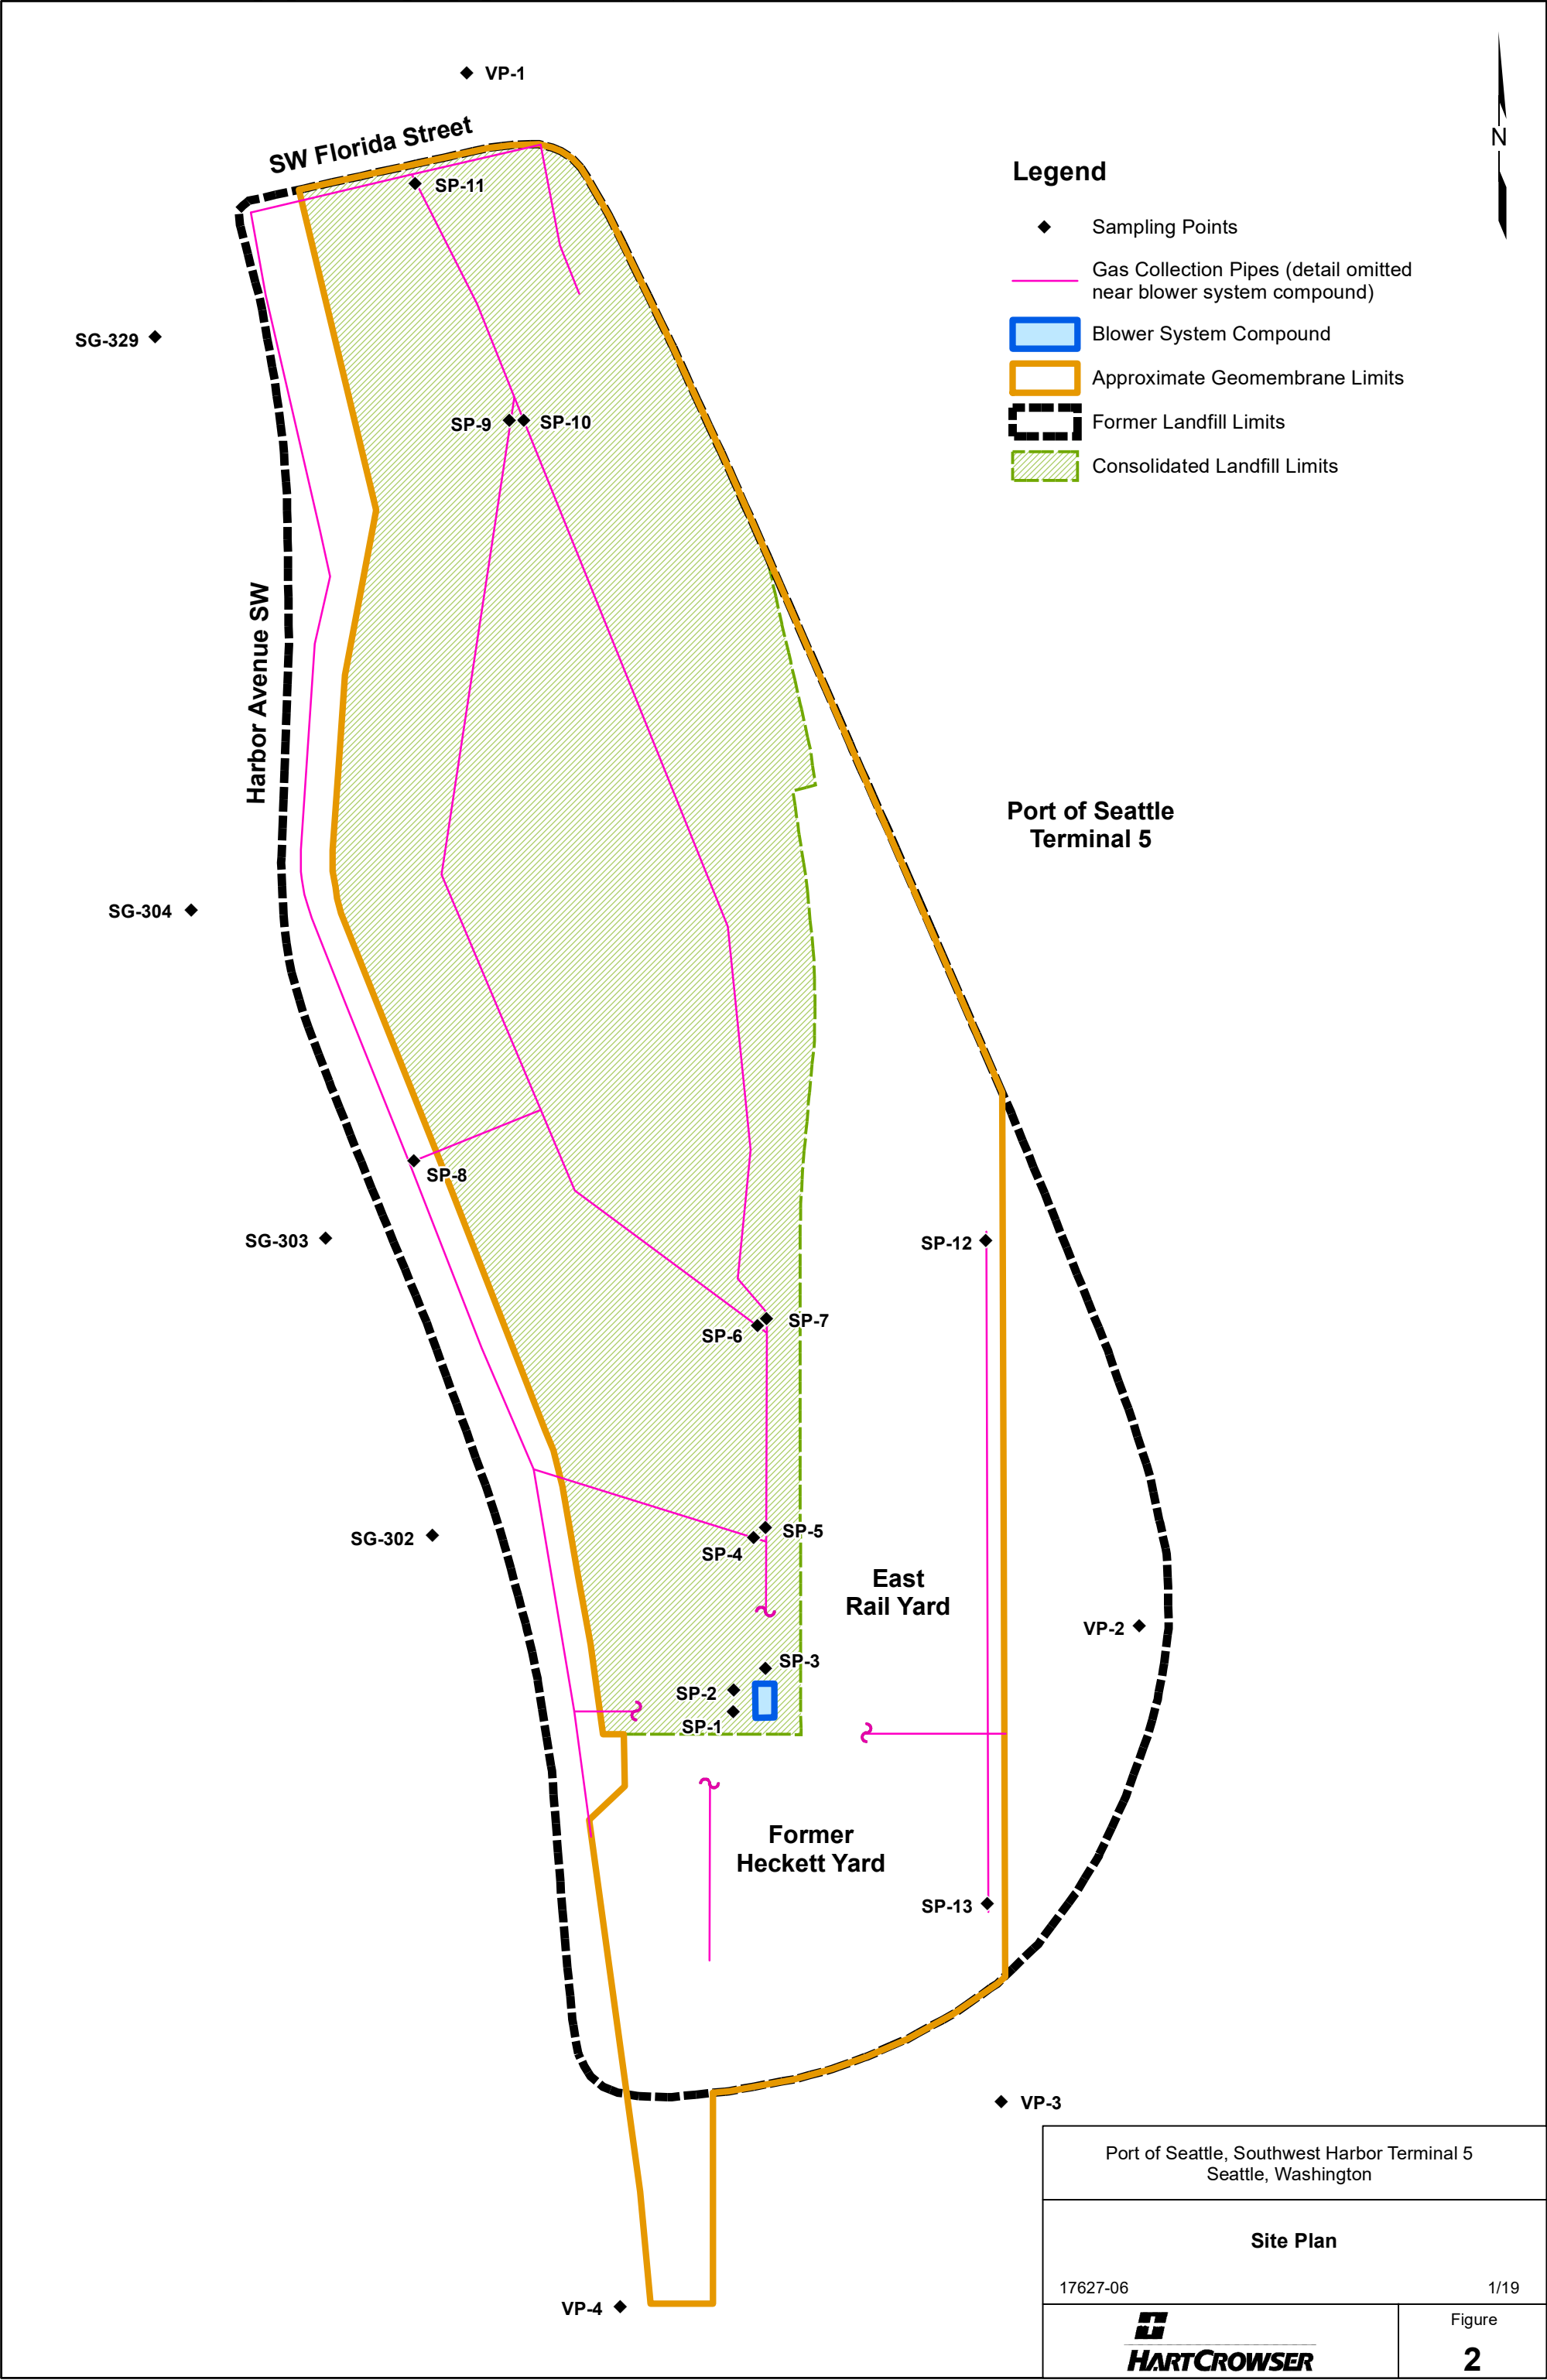 VP-1
SW Florida Street
N
SP-11
Legend
Sampling Points
Gas Collection Pipes (detail omitted
near blower system compound)
Blower System Compound
Approximate Geomembrane Limits
Former Landfill Limits
Consolidated Landfill Limits
SG-329
SP-9
SP-10
Harbor Avenue SW
Port of Seattle
Terminal 5
SG-304
SP-8
SG-303
SP-12
SP-7
SP-6
SG-302
SP-5
SP-4
East
Rail Yard
VP-2
SP-3
SP-2
SP-1
Former
Heckett Yard
SP-13
VP-3
VP-4
Port of Seattle, Southwest Harbor Terminal 5
Seattle, Washington
Site Plan
17627-06
1/19
HARTCROWSER
Figure
2